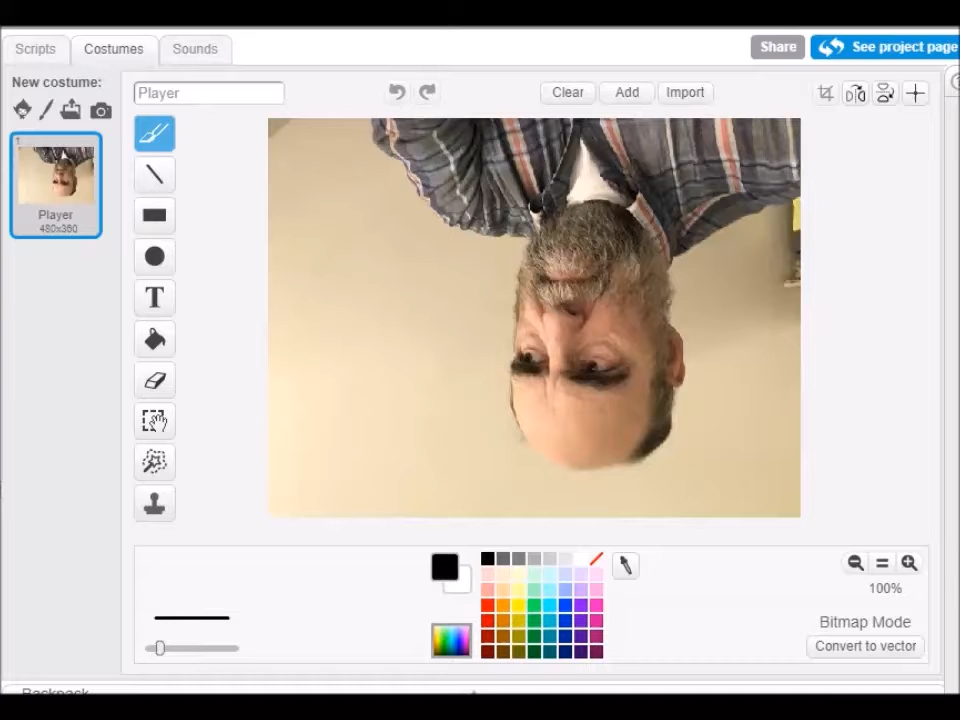 Scripts Costumes Sounds Share See project page
New costume:
Player Clear Add Import
1
Player
480x360
T
100%
Bitmap Mode
Convert to vector
Backpack